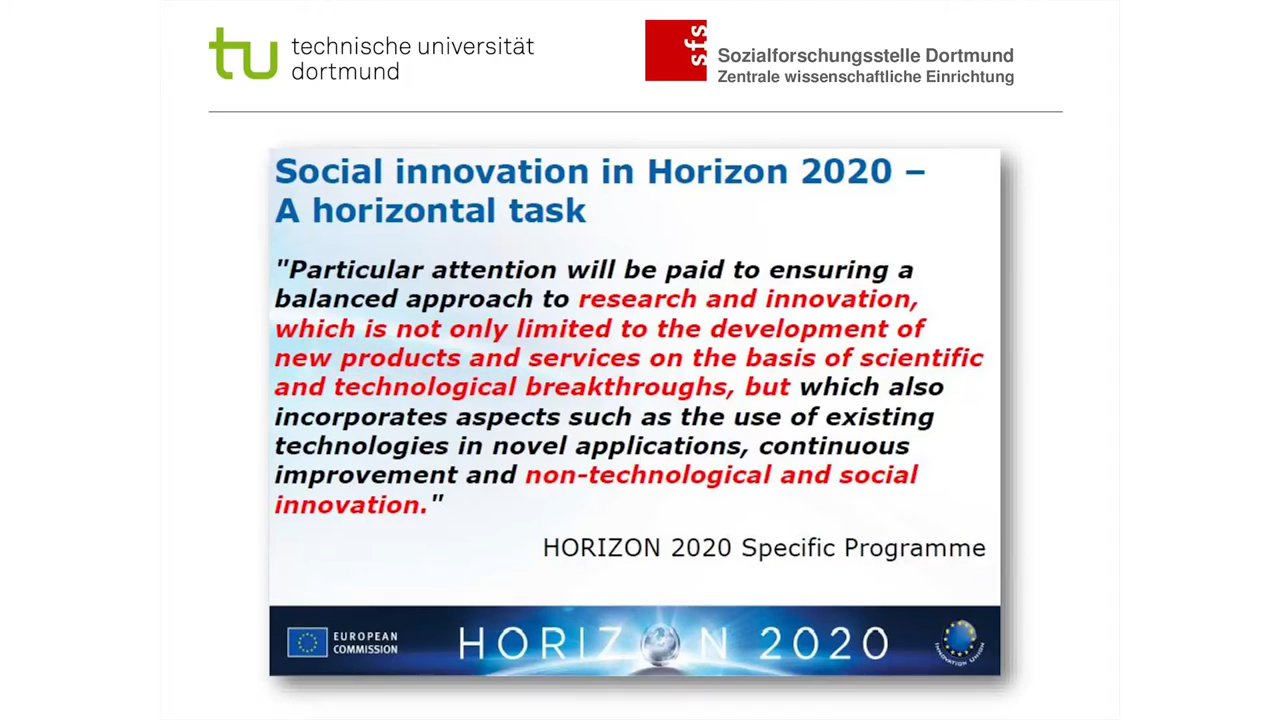 tu technische universität
dortmund
sfs
Sozialforschungsstelle Dortmund
Zentrale wissenschaftliche Einrichtung
Social innovation in Horizon 2020 –
A horizontal task
"Particular attention will be paid to ensuring a
balanced approach to research and innovation,
which is not only limited to the development of
new products and services on the basis of scientific
and technological breakthroughs, but which also
incorporates aspects such as the use of existing
technologies in novel applications, continuous
improvement and non-technological and social
innovation."
HORIZON 2020 Specific Programme
EUROPEAN
COMMISSION
HORIZON 2020
INNOVATION UNION